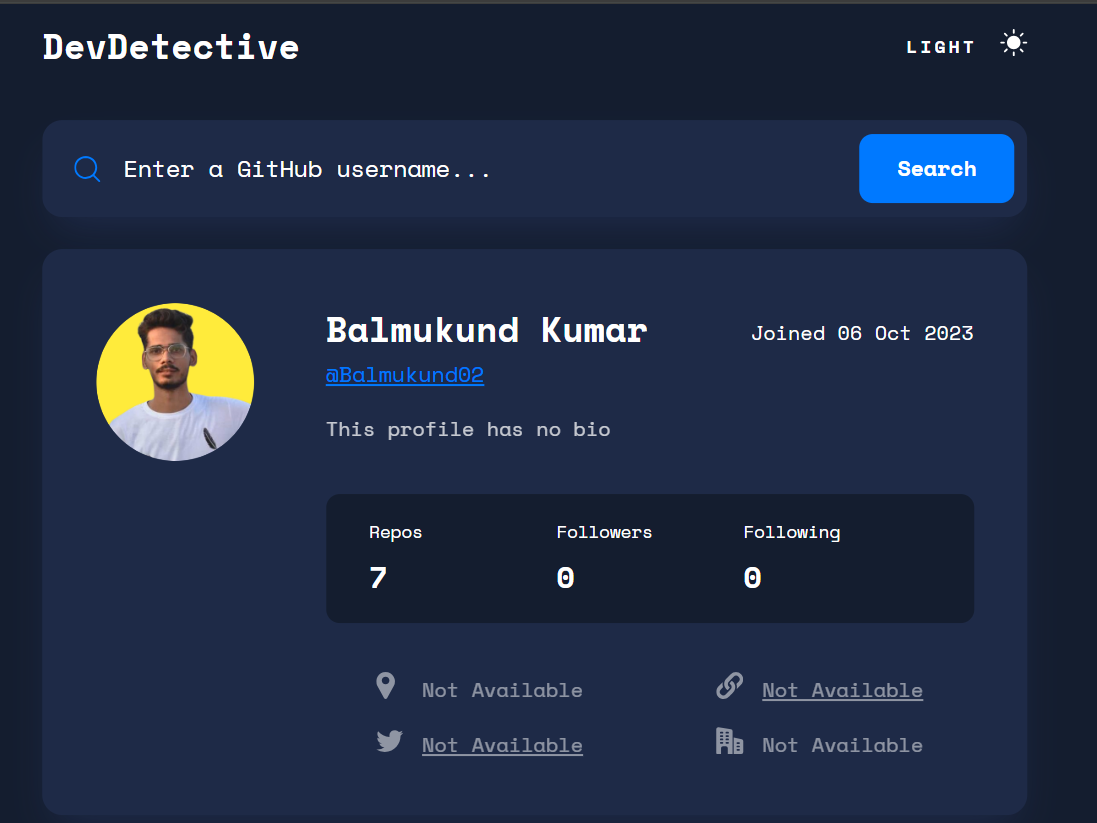 DevDetective
LIGHT
Enter a GitHub username...
Search
Balmukund Kumar
Joined 06 Oct 2023
@Balmukund02
This profile has no bio
Repos Followers Following
7 0 0
Not Available Not Available
Not Available Not Available